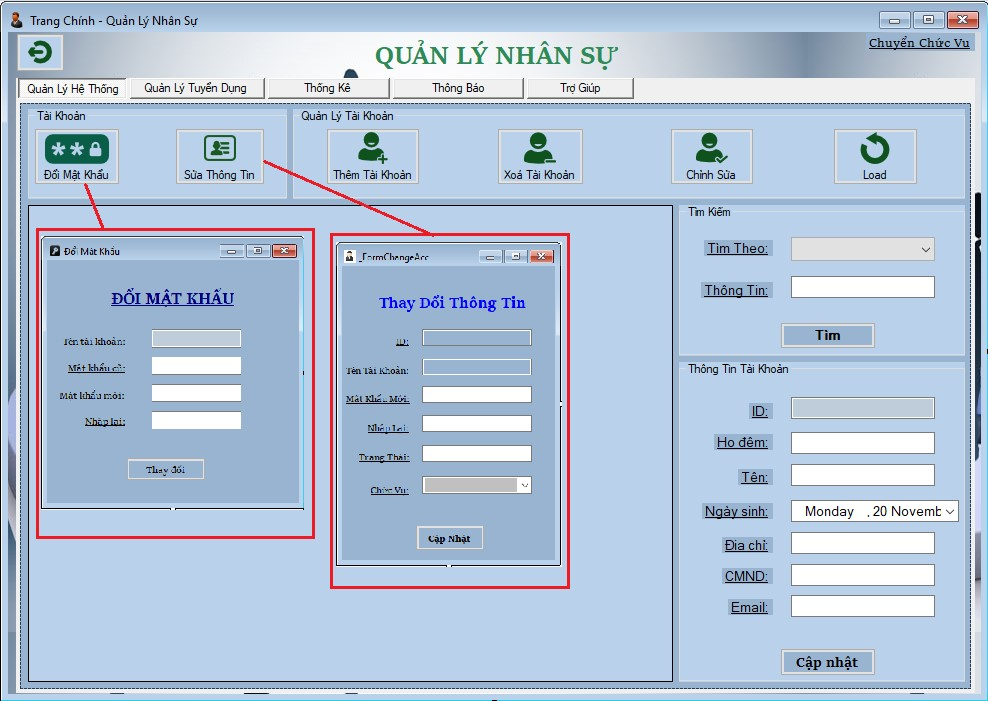 Trang Chính - Quản Lý Nhân Sự
QUẢN LÝ NHÂN SỰ
Chuyển Chức Vụ
Quản Lý Hệ Thống
Quản Lý Tuyển Dụng
Thống Kê
Thông Báo
Trợ Giúp
Tài Khoản
Đổi Mật Khẩu
Sửa Thông Tin
Quản Lý Tài Khoản
Thêm Tài Khoản
Xoá Tài Khoản
Chỉnh Sửa
Load
Đổi Mật Khẩu
ĐỔI MẬT KHẨU
Tên tài khoản:
Mật khẩu cũ:
Mật khẩu mới:
Nhập lại:
Thay đổi
_FormChangeAcc
Thay Đổi Thông Tin
ID:
Tên Tài Khoản:
Mật Khẩu Mới:
Nhập Lại:
Trạng Thái:
Chức Vụ:
Cập Nhật
Tìm Kiếm
Tìm Theo:
Thông Tin:
Tìm
Thông Tin Tài Khoản
ID:
Họ đệm:
Tên:
Ngày sinh:
Monday , 20 Novemb
Địa chỉ:
CMND:
Email:
Cập nhật